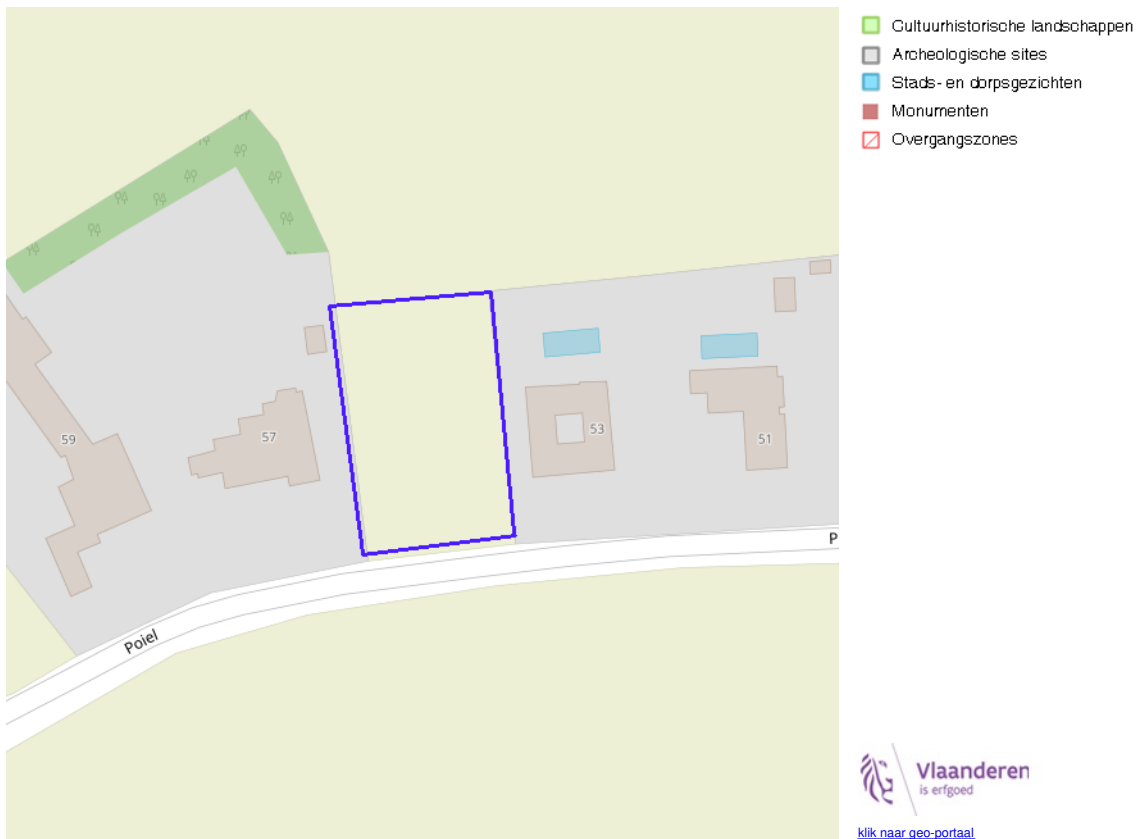 Cultuurhistorische landschappen
Archeologische sites
Stads- en dorpsgezichten
Monumenten
Overgangszones
59
57
53
51
P
Poiel
Vlaanderen
is erfgoed
klik naar geo-portaal